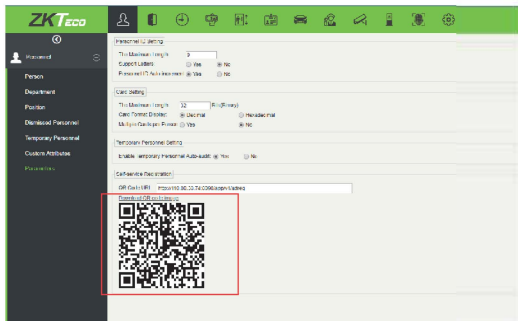 ZKTeco
Personnel
Person
Department
Position
Dismissed Personnel
Temporary Personnel
Custom Attributes
Parameters
Personnel ID Setting
The Maximum Length 9
Support Letters Yes No
Personnel ID Auto-increment Yes No
Card Setting
The Maximum Length 32 Bits(Binary)
Card Format Display Decimal Hexadecimal
Multiple Cards per Person Yes No
Temporary Personnel Setting
Enable Temporary Personnel Auto-audit Yes No
Self-service Registration
QR Code URL
Download QR code image